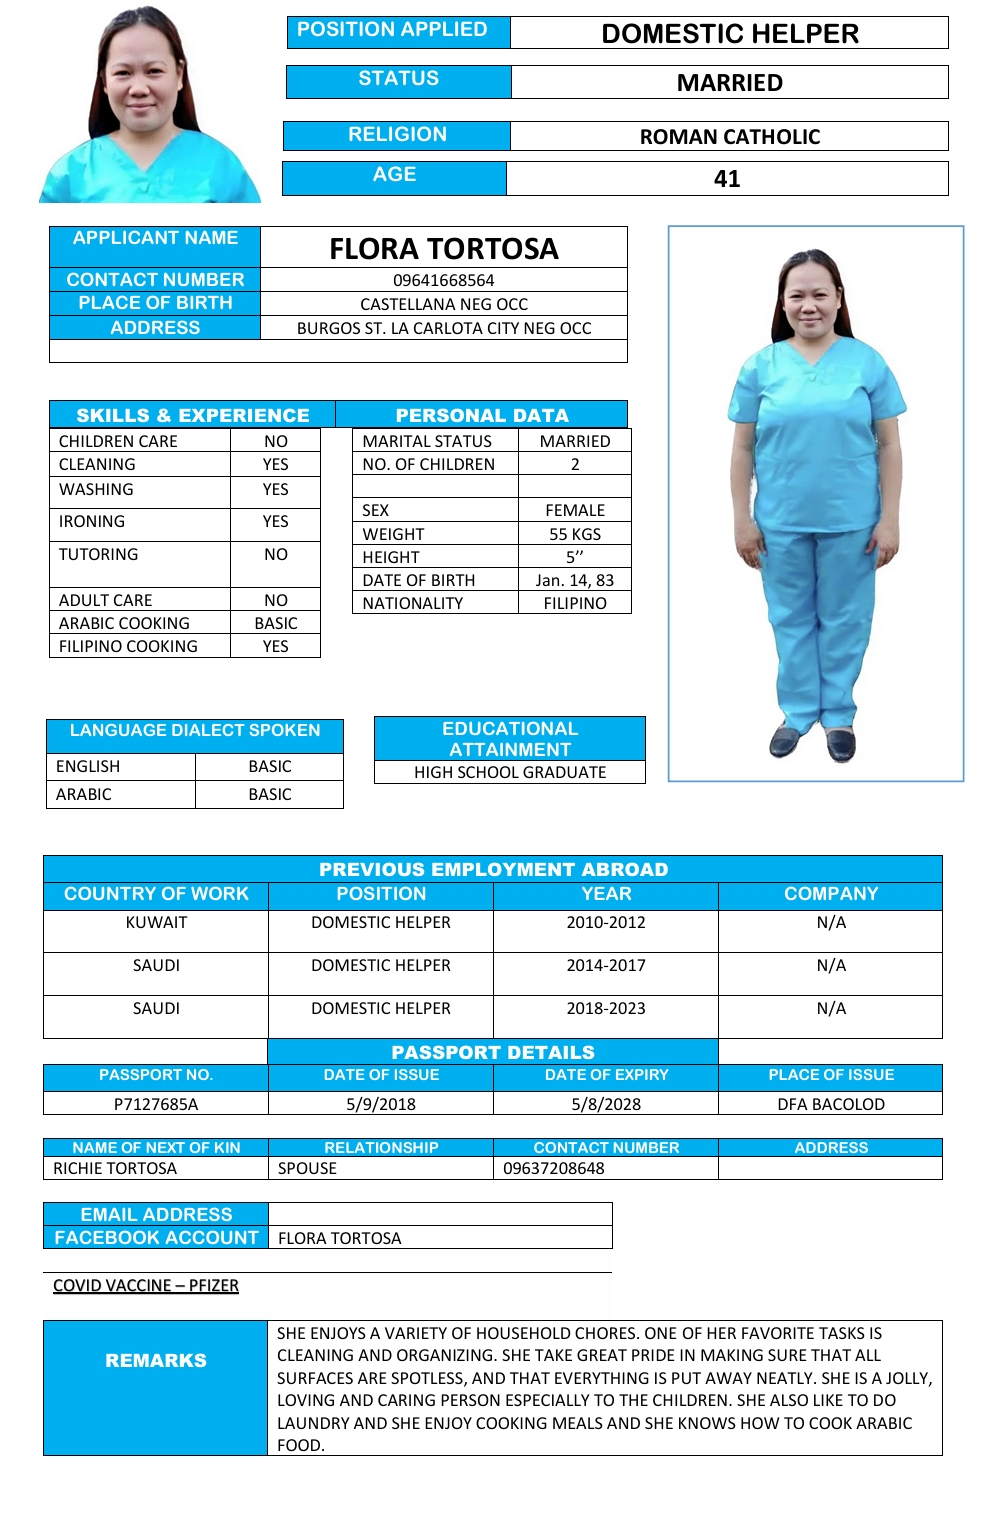 POSITION APPLIED DOMESTIC HELPER
STATUS MARRIED
RELIGION ROMAN CATHOLIC
AGE 41
APPLICANT NAME FLORA TORTOSA
CONTACT NUMBER 09641668564
PLACE OF BIRTH CASTELLANA NEG OCC
ADDRESS BURGOS ST. LA CARLOTA CITY NEG OCC
SKILLS & EXPERIENCE PERSONAL DATA
CHILDREN CARE NO MARITAL STATUS MARRIED
CLEANING YES NO. OF CHILDREN 2
WASHING YES
IRONING YES SEX FEMALE
WEIGHT 55 KGS
TUTORING NO HEIGHT 5’’
DATE OF BIRTH Jan. 14, 83
ADULT CARE NO NATIONALITY FILIPINO
ARABIC COOKING BASIC
FILIPINO COOKING YES
LANGUAGE DIALECT SPOKEN
ENGLISH BASIC
ARABIC BASIC
EDUCATIONAL
ATTAINMENT
HIGH SCHOOL GRADUATE
PREVIOUS EMPLOYMENT ABROAD
COUNTRY OF WORK POSITION YEAR COMPANY
KUWAIT DOMESTIC HELPER 2010-2012 N/A
SAUDI DOMESTIC HELPER 2014-2017 N/A
SAUDI DOMESTIC HELPER 2018-2023 N/A
PASSPORT DETAILS
PASSPORT NO. DATE OF ISSUE DATE OF EXPIRY PLACE OF ISSUE
P7127685A 5/9/2018 5/8/2028 DFA BACOLOD
NAME OF NEXT OF KIN RELATIONSHIP CONTACT NUMBER ADDRESS
RICHIE TORTOSA SPOUSE 09637208648
EMAIL ADDRESS
FACEBOOK ACCOUNT FLORA TORTOSA
COVID VACCINE – PFIZER
REMARKS
SHE ENJOYS A VARIETY OF HOUSEHOLD CHORES. ONE OF HER FAVORITE TASKS IS
CLEANING AND ORGANIZING. SHE TAKE GREAT PRIDE IN MAKING SURE THAT ALL
SURFACES ARE SPOTLESS, AND THAT EVERYTHING IS PUT AWAY NEATLY. SHE IS A JOLLY,
LOVING AND CARING PERSON ESPECIALLY TO THE CHILDREN. SHE ALSO LIKE TO DO
LAUNDRY AND SHE ENJOY COOKING MEALS AND SHE KNOWS HOW TO COOK ARABIC
FOOD.